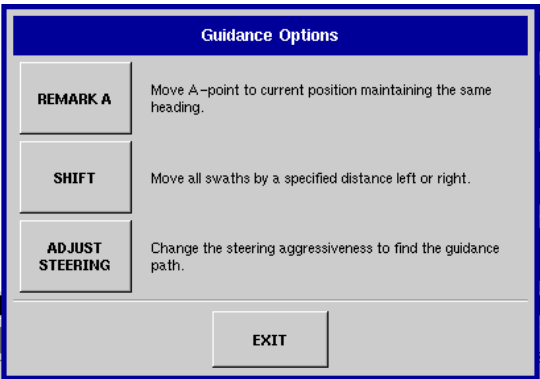 Guidance Options
REMARK A
Move A-point to current position maintaining the same
heading.
SHIFT
Move all swaths by a specified distance left or right.
ADJUST
STEERING
Change the steering aggressiveness to find the guidance
path.
EXIT